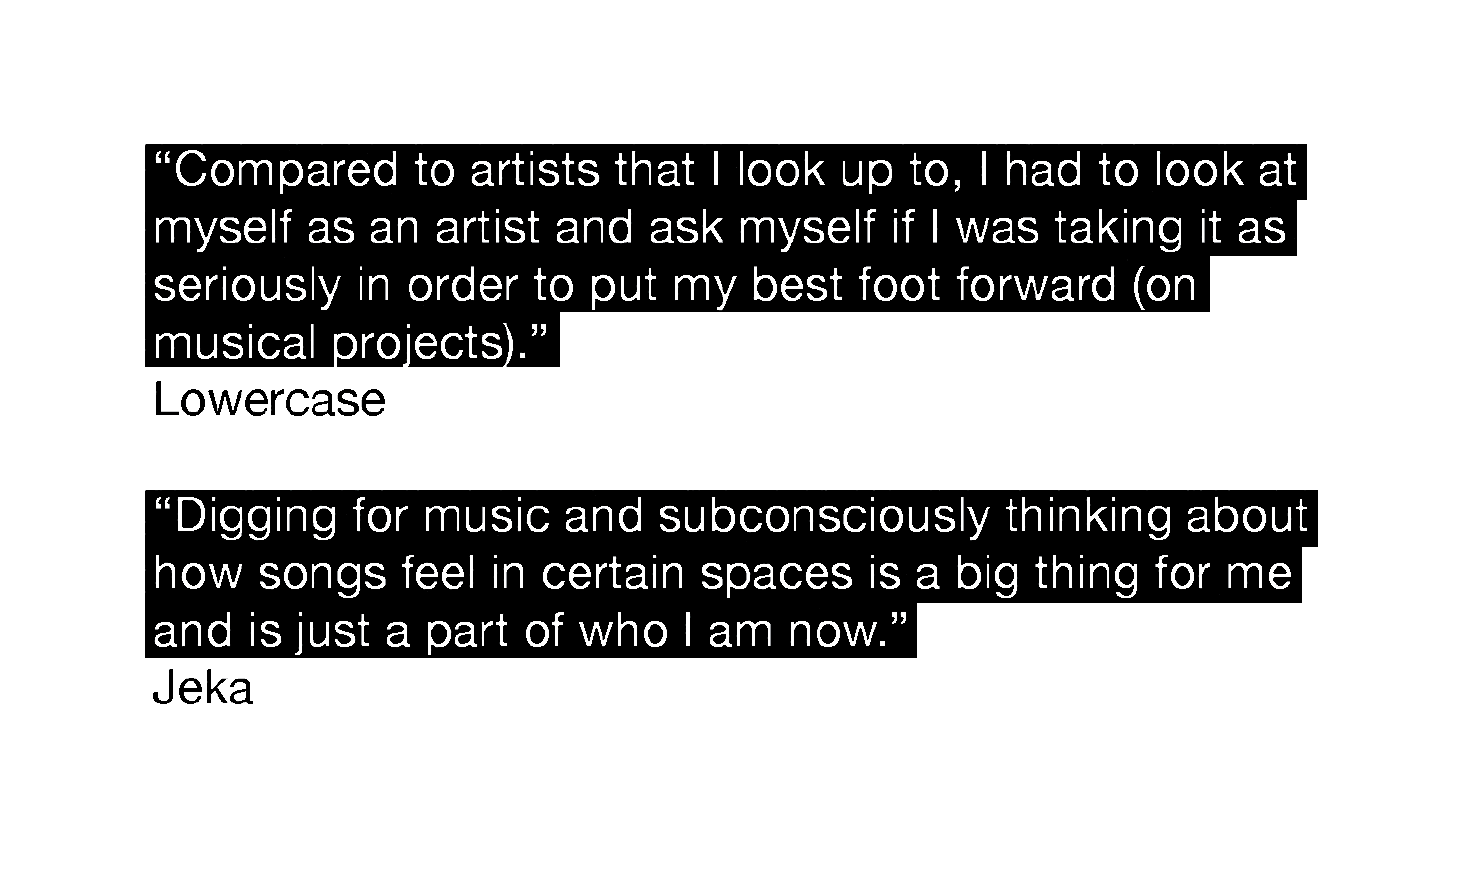 “Compared to artists that I look up to, I had to look at
myself as an artist and ask myself if I was taking it as
seriously in order to put my best foot forward (on
musical projects).”
Lowercase
“Digging for music and subconsciously thinking about
how songs feel in certain spaces is a big thing for me
and is just a part of who I am now.”
Jeka